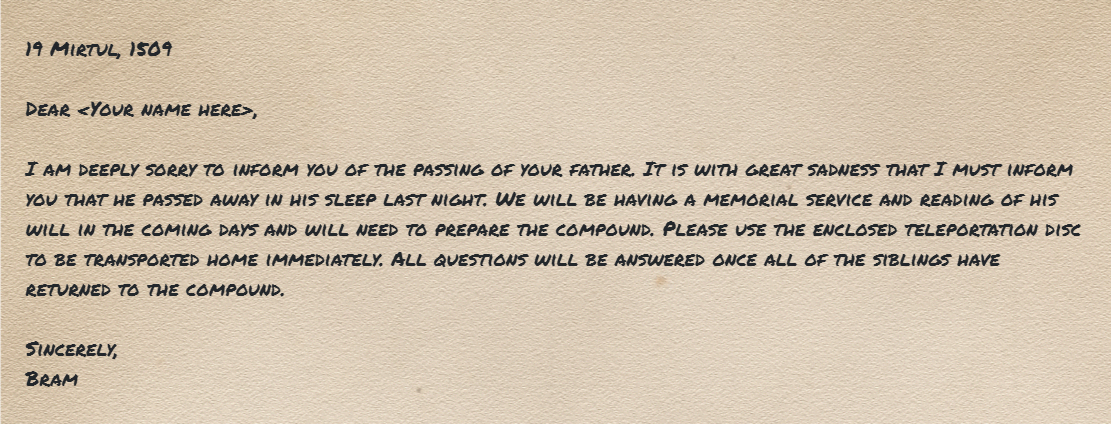 19 Mirtul, 1509
Dear <Your name here>,
I am deeply sorry to inform you of the passing of your father. It is with great sadness that I must inform
you that he passed away in his sleep last night. We will be having a memorial service and reading of his
will in the coming days and will need to prepare the compound. Please use the enclosed teleportation disc
to be transported home immediately. All questions will be answered once all of the siblings have
returned to the compound.
Sincerely,
Bram